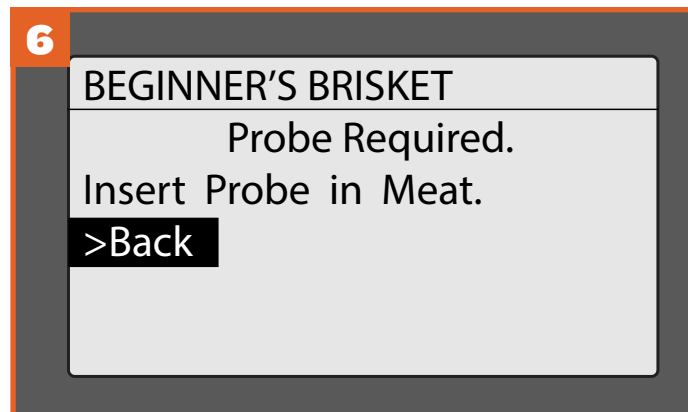 6
BEGINNER’S BRISKET
Probe Required.
Insert Probe in Meat.
>Back